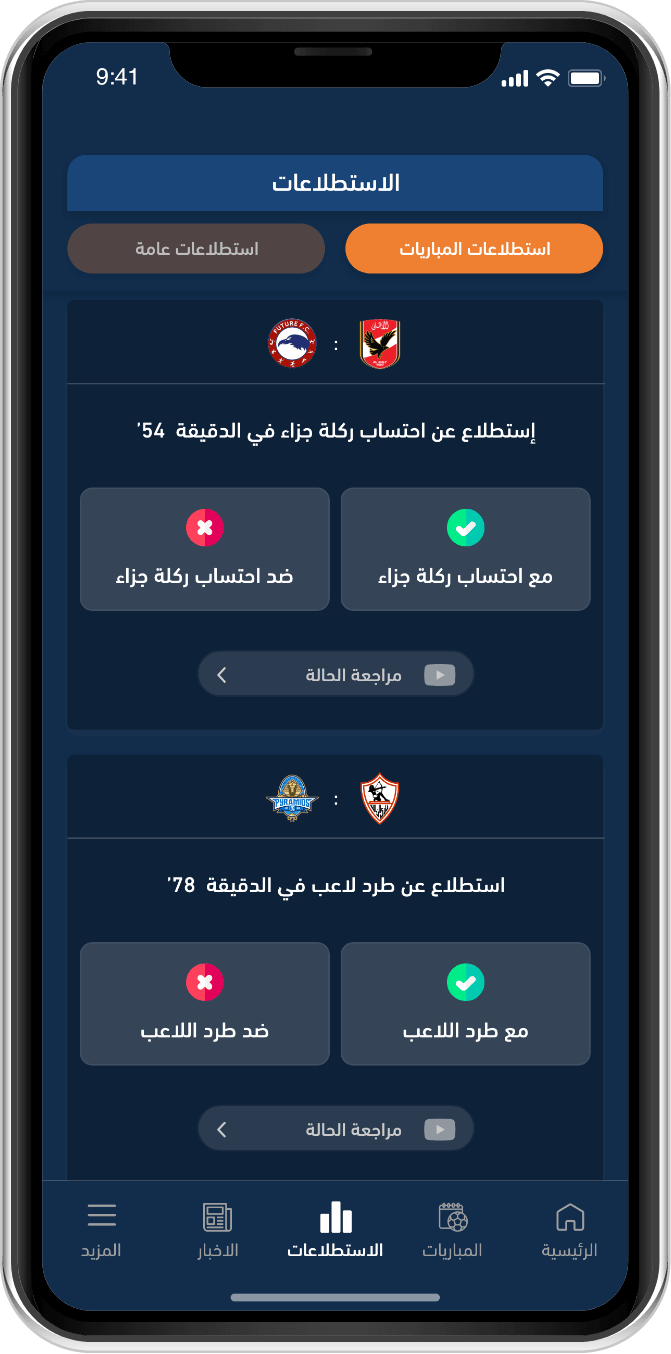 9:41
الاستطلاعات
استطلاعات المباريات
استطلاعات عامة
FUTURE F.C.
:
إستطلاع عن احتساب ركلة جزاء في الدقيقة 54’
مع احتساب ركلة جزاء
ضد احتساب ركلة جزاء
مراجعة الحالة
PYRAMIDS
:
استطلاع عن طرد لاعب في الدقيقة 78’
مع طرد اللاعب
ضد طرد اللاعب
مراجعة الحالة
الرئيسية
المباريات
الاستطلاعات
الاخبار
المزيد